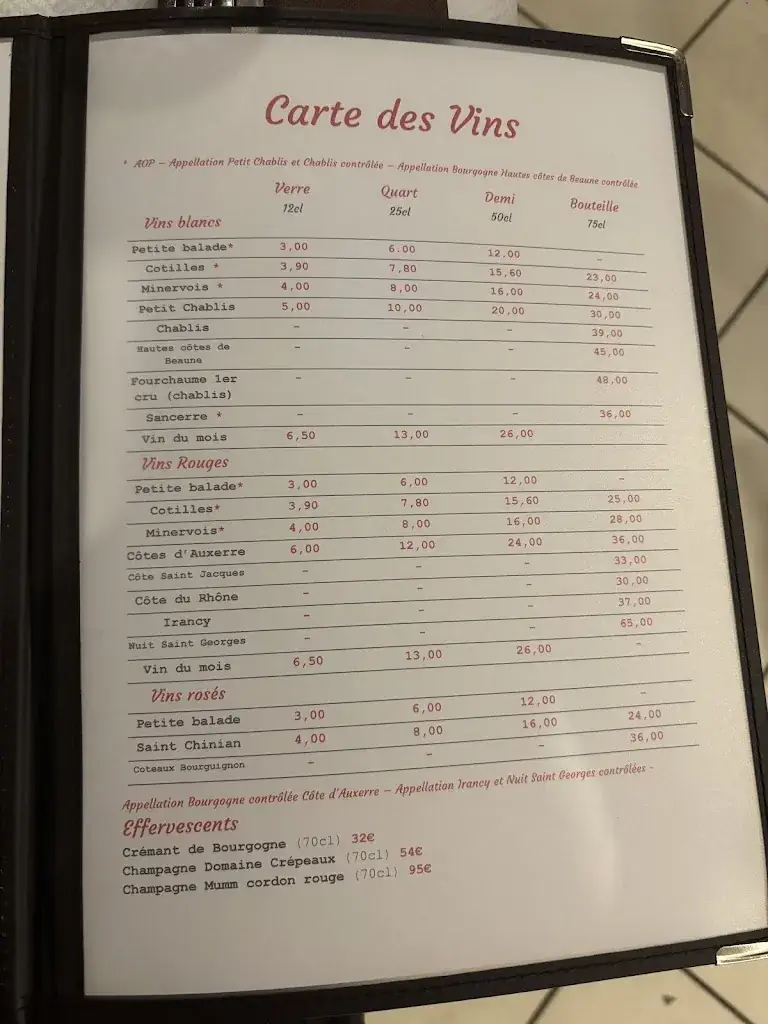 Carte des Vins
* AOP – Appellation Petit Chablis et Chablis contrôlée – Appellation Bourgogne Hautes côtes de Beaune contrôlée
Verre Quart Demi Bouteille
12cl 25cl 50cl 75cl
Vins blancs
Petite balade* 3,00 6.00 12,00 –
Cotilles * 3,90 7,80 15,60 23,00
Minervois * 4,00 8,00 16,00 24,00
Petit Chablis 5,00 10,00 20,00 30,00
Chablis – – – 39,00
Hautes côtes de – – – 45,00
Beaune
Fourchaume 1er – – – 48,00
cru (chablis)
Sancerre * – – – 36,00
Vin du mois 6,50 13,00 26,00
Vins Rouges
Petite balade* 3,00 6,00 12,00 –
Cotilles* 3,90 7,80 15,60 25,00
Minervois* 4,00 8,00 16,00 28,00
Côtes d'Auxerre 6,00 12,00 24,00 36,00
Côte Saint Jacques – – – 33,00
Côte du Rhône – – – 30,00
Irancy – – – 37,00
Nuit Saint Georges – – – 65,00
Vin du mois 6,50 13,00 26,00 –
Vins rosés
Petite balade 3,00 6,00 12,00 –
Saint Chinian 4,00 8,00 16,00 24,00
Coteaux Bourguignon – – – 36,00
Appellation Bourgogne contrôlée Côte d'Auxerre – Appellation Irancy et Nuit Saint Georges contrôlées -
Effervescents
Crémant de Bourgogne (70cl) 32€
Champagne Domaine Crépeaux (70cl) 54€
Champagne Mumm cordon rouge (70cl) 95€